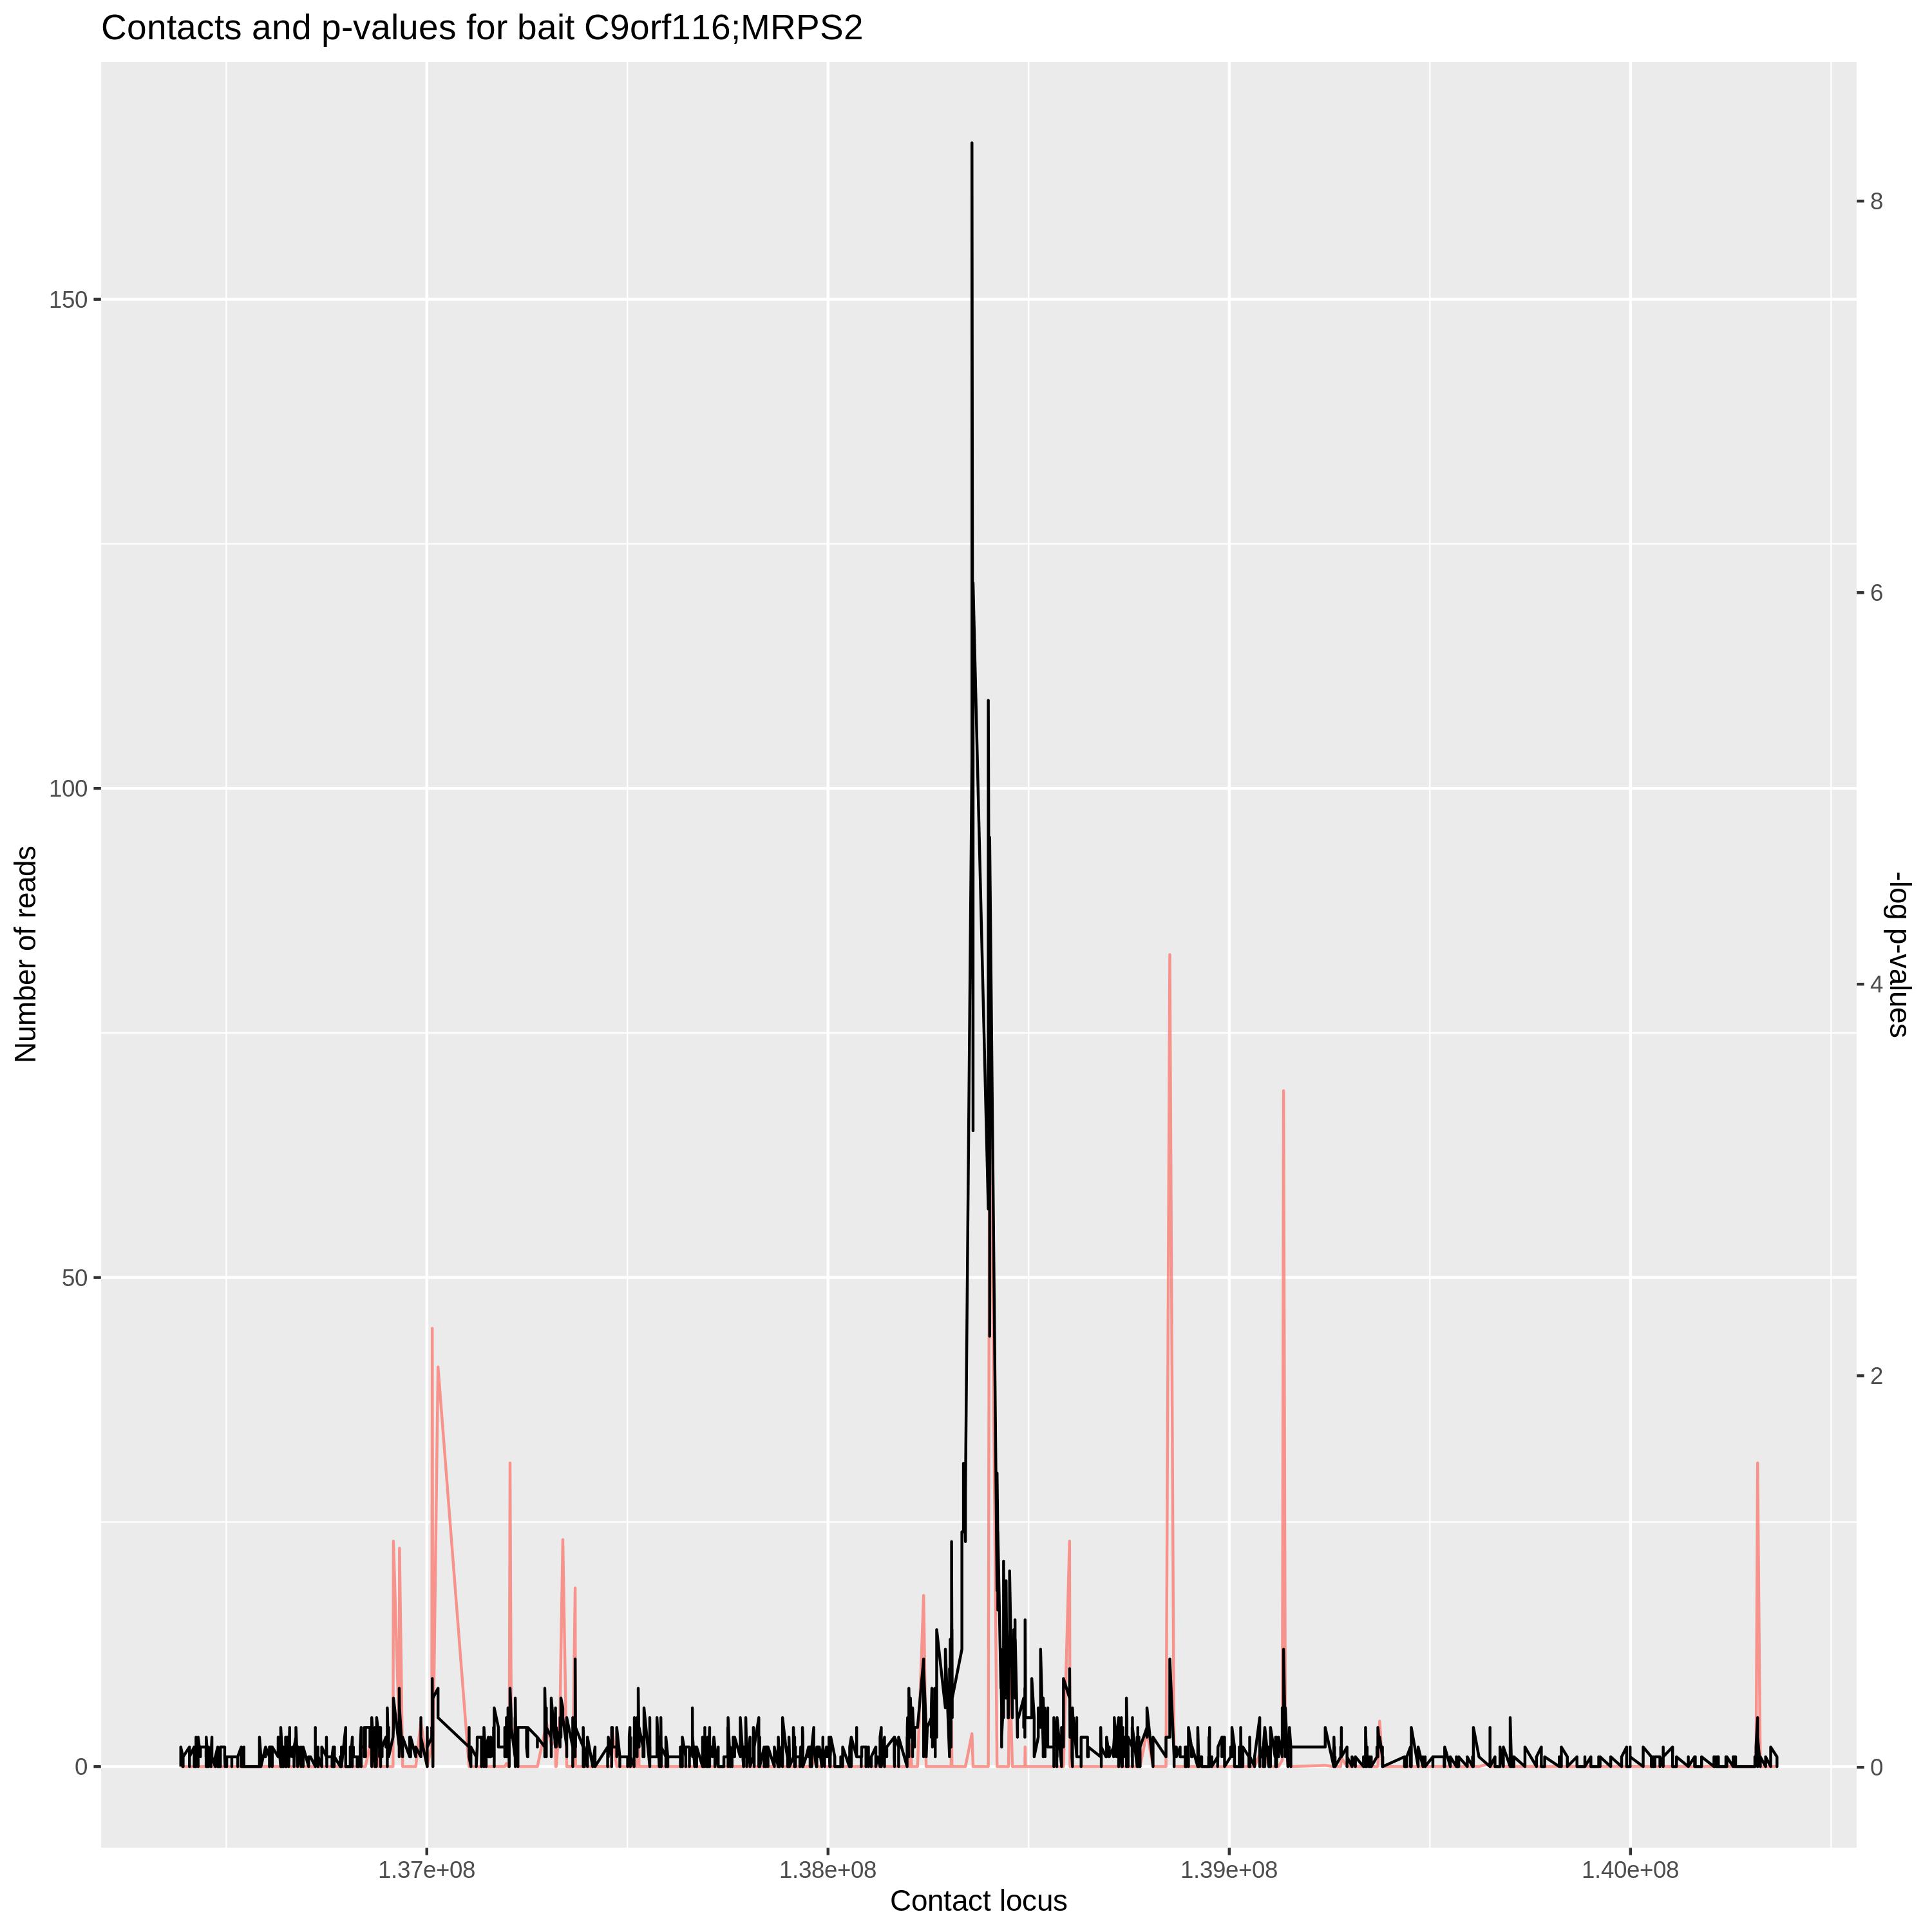 Contacts and p-values for bait C9orf116;MRPS2
Number of reads
150
100
50
0
8
6
4
2
0
-log p-values
1.37e+08
1.38e+08
1.39e+08
1.40e+08
Contact locus